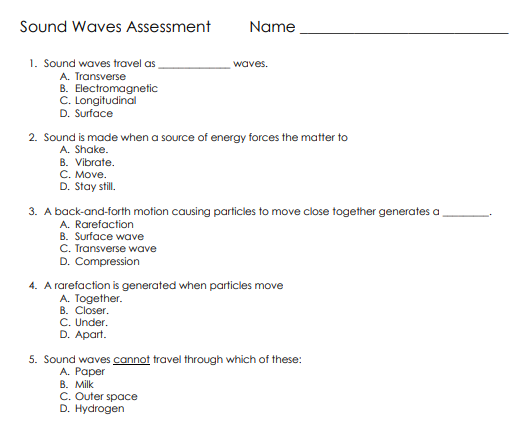 Sound Waves Assessment Name ______________________
1. Sound waves travel as ____________ waves.
A. Transverse
B. Electromagnetic
C. Longitudinal
D. Surface
2. Sound is made when a source of energy forces the matter to
A. Shake.
B. Vibrate.
C. Move.
D. Stay still.
3. A back-and-forth motion causing particles to move close together generates a ________.
A. Rarefaction
B. Surface wave
C. Transverse wave
D. Compression
4. A rarefaction is generated when particles move
A. Together.
B. Closer.
C. Under.
D. Apart.
5. Sound waves cannot travel through which of these:
A. Paper
B. Milk
C. Outer space
D. Hydrogen